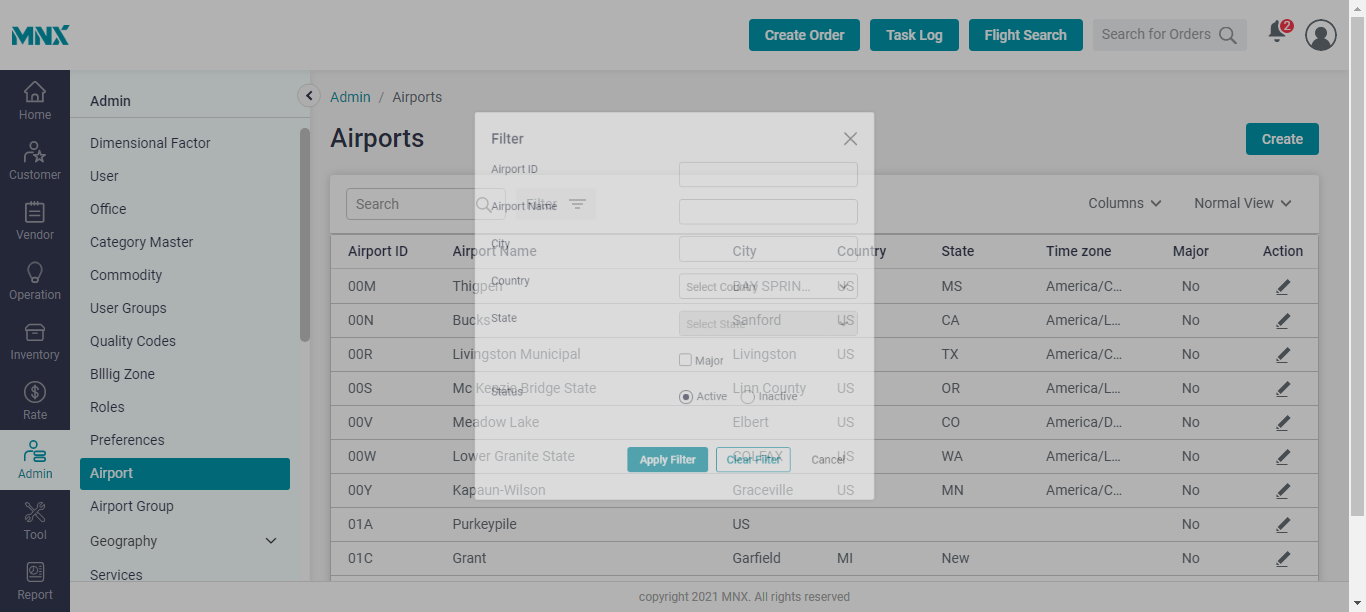 MNX
Create Order
Task Log
Flight Search
Search for Orders
2
Home
Customer
Vendor
Operation
Inventory
Rate
Admin
Tool
Report
Admin
Dimensional Factor
User
Office
Category Master
Commodity
User Groups
Quality Codes
Blllig Zone
Roles
Preferences
Airport
Airport Group
Geography
Services
Admin / Airports
Airports
Create
Search
Filter
Columns
Normal View
Airport ID Airport Name City Country State Time zone Major Action
00M Thigpen BAY SPRIN... US MS America/C... No
00N Bucks Sanford US CA America/L... No
00R Livingston Municipal Livingston US TX America/C... No
00S Mc Kenzie Bridge State Linn County US OR America/L... No
00V Meadow Lake Elbert US CO America/D... No
00W Lower Granite State COLFAX US WA America/L... No
00Y Kapaun-Wilson Graceville US MN America/C... No
01A Purkeypile US No
01C Grant Garfield MI New No
Filter
Airport ID
Airport Name
City
Country
Select Country
State
Select State
Major
Status
Active
Inactive
Apply Filter
Clear Filter
Cancel
copyright 2021 MNX. All rights reserved